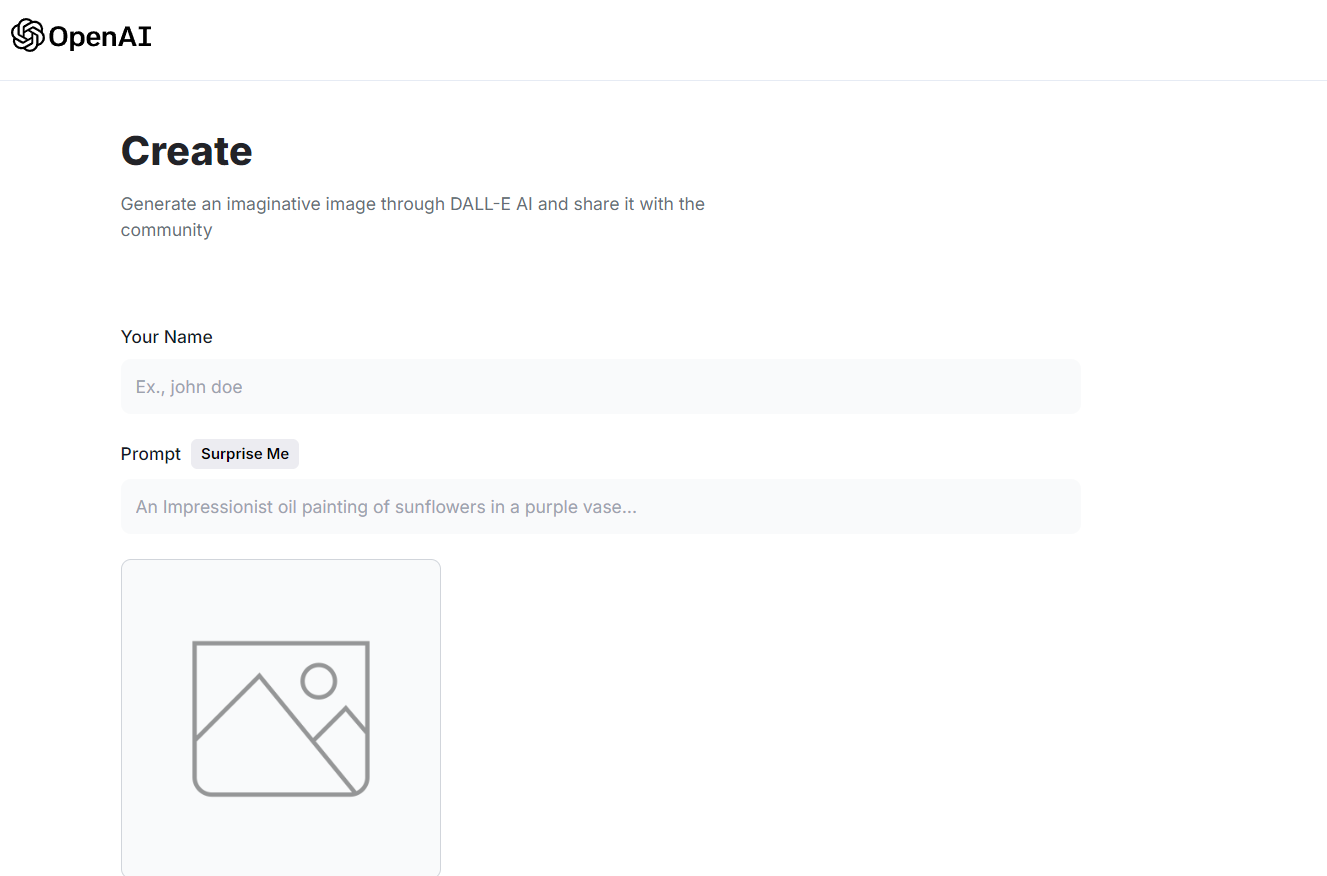 OpenAI
Create
Generate an imaginative image through DALL-E AI and share it with the
community
Your Name
Ex., john doe
Prompt Surprise Me
An Impressionist oil painting of sunflowers in a purple vase...